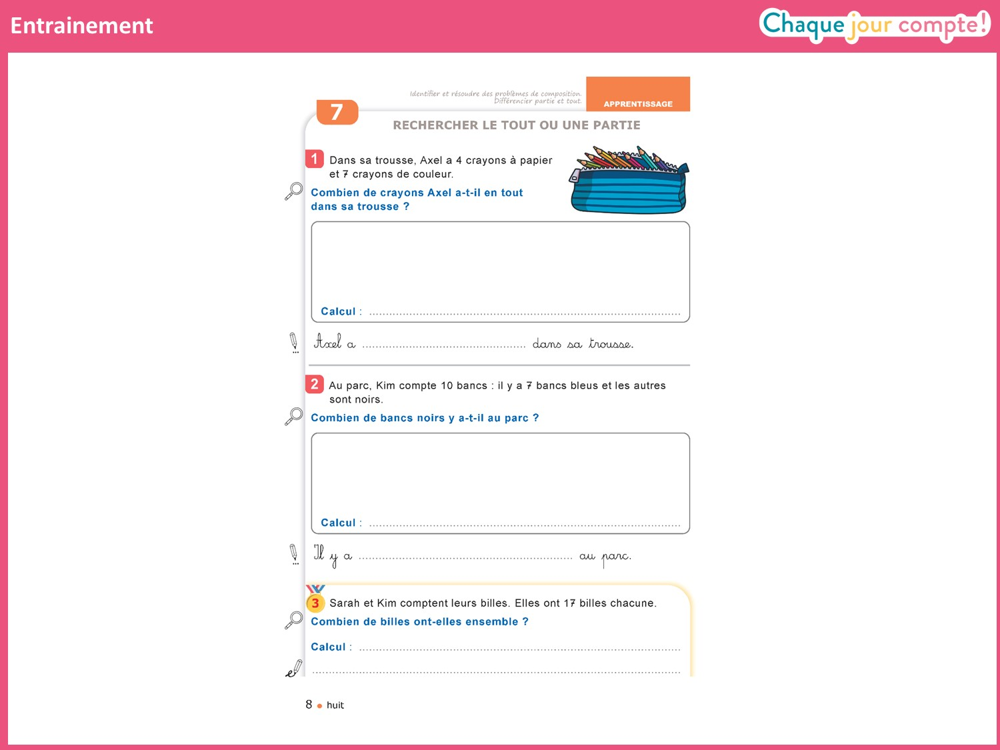 Entrainement
Chaque jour compte!
Identifier et résoudre des problèmes de composition.
Différencier partie et tout.
APPRENTISSAGE
7
RECHERCHER LE TOUT OU UNE PARTIE
1 Dans sa trousse, Axel a 4 crayons à papier
et 7 crayons de couleur.
Combien de crayons Axel a-t-il en tout
dans sa trousse ?
Calcul : ..............................
Axel a .............................. dans sa trousse.
2 Au parc, Kim compte 10 bancs : il y a 7 bancs bleus et les autres
sont noirs.
Combien de bancs noirs y a-t-il au parc ?
Calcul : ..............................
Il y a .............................. au parc.
3 Sarah et Kim comptent leurs billes. Elles ont 17 billes chacune.
Combien de billes ont-elles ensemble ?
Calcul : ..............................
..............................
8 • huit